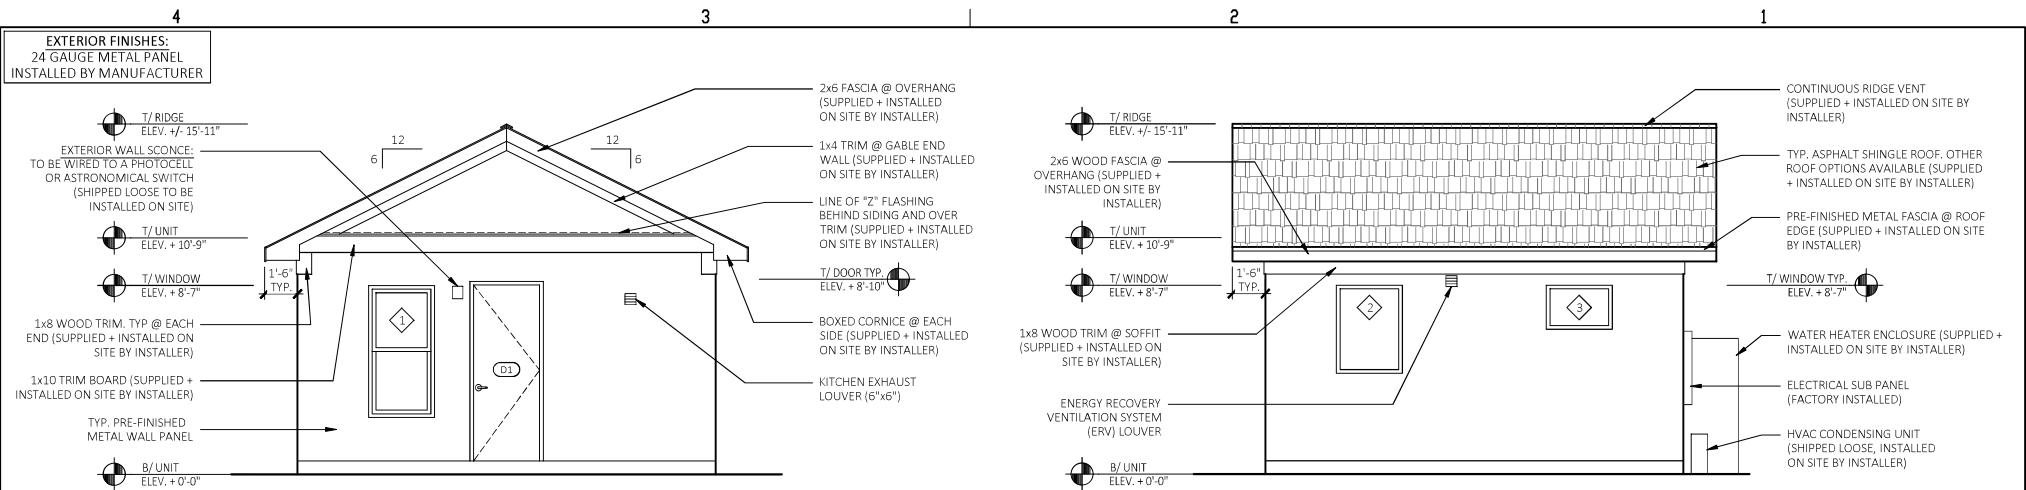 4
3
2
1
EXTERIOR FINISHES:
24 GAUGE METAL PANEL
INSTALLED BY MANUFACTURER
T/ RIDGE
ELEV. +/- 15'-11"
EXTERIOR WALL SCONCE:
TO BE WIRED TO A PHOTOCELL
OR ASTRONOMICAL SWITCH
(SHIPPED LOOSE TO BE
INSTALLED ON SITE)
T/ UNIT
ELEV. + 10'-9"
T/ WINDOW
ELEV. + 8'-7"
1x8 WOOD TRIM. TYP @ EACH
END (SUPPLIED + INSTALLED ON
SITE BY INSTALLER)
1x10 TRIM BOARD (SUPPLIED +
INSTALLED ON SITE BY INSTALLER)
TYP. PRE-FINISHED
METAL WALL PANEL
B/ UNIT
ELEV. + 0'-0"
12
6
12
6
1'-6"
TYP.
1
D1
2x6 FASCIA @ OVERHANG
(SUPPLIED + INSTALLED
ON SITE BY INSTALLER)
1x4 TRIM @ GABLE END
WALL (SUPPLIED + INSTALLED
ON SITE BY INSTALLER)
LINE OF "Z" FLASHING
BEHIND SIDING AND OVER
TRIM (SUPPLIED + INSTALLED
ON SITE BY INSTALLER)
T/ DOOR TYP.
ELEV. + 8'-10"
BOXED CORNICE @ EACH
SIDE (SUPPLIED + INSTALLED
ON SITE BY INSTALLER)
KITCHEN EXHAUST
LOUVER (6"x6")
T/ RIDGE
ELEV. +/- 15'-11"
2x6 WOOD FASCIA @
OVERHANG (SUPPLIED +
INSTALLED ON SITE BY
INSTALLER)
T/ UNIT
ELEV. + 10'-9"
T/ WINDOW
ELEV. + 8'-7"
1x8 WOOD TRIM @ SOFFIT
(SUPPLIED + INSTALLED ON
SITE BY INSTALLER)
ENERGY RECOVERY
VENTILATION SYSTEM
(ERV) LOUVER
B/ UNIT
ELEV. + 0'-0"
1'-6"
TYP.
2
3
CONTINUOUS RIDGE VENT
(SUPPLIED + INSTALLED ON SITE BY
INSTALLER)
TYP. ASPHALT SHINGLE ROOF. OTHER
ROOF OPTIONS AVAILABLE (SUPPLIED
+ INSTALLED ON SITE BY INSTALLER)
PRE-FINISHED METAL FASCIA @ ROOF
EDGE (SUPPLIED + INSTALLED ON SITE
BY INSTALLER)
T/ WINDOW TYP.
ELEV. + 8'-7"
WATER HEATER ENCLOSURE (SUPPLIED +
INSTALLED ON SITE BY INSTALLER)
ELECTRICAL SUB PANEL
(FACTORY INSTALLED)
HVAC CONDENSING UNIT
(SHIPPED LOOSE, INSTALLED
ON SITE BY INSTALLER)